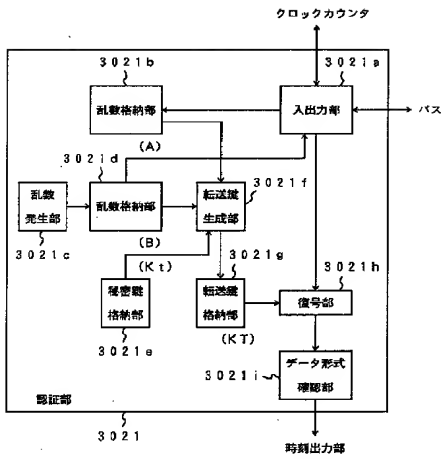 クロックカウンタ
3021b
3021a
乱数格納部
入出力部
バス
(A)
3021d
3021f
乱数
発生部
乱数格納部
転送鍵
生成部
3021c
(B)
(Kt)
3021g
3021h
秘密鍵
格納部
転送鍵
格納部
復号部
3021e
(KT)
3021i
データ形式
確認部
認証部
3021
時刻出力部